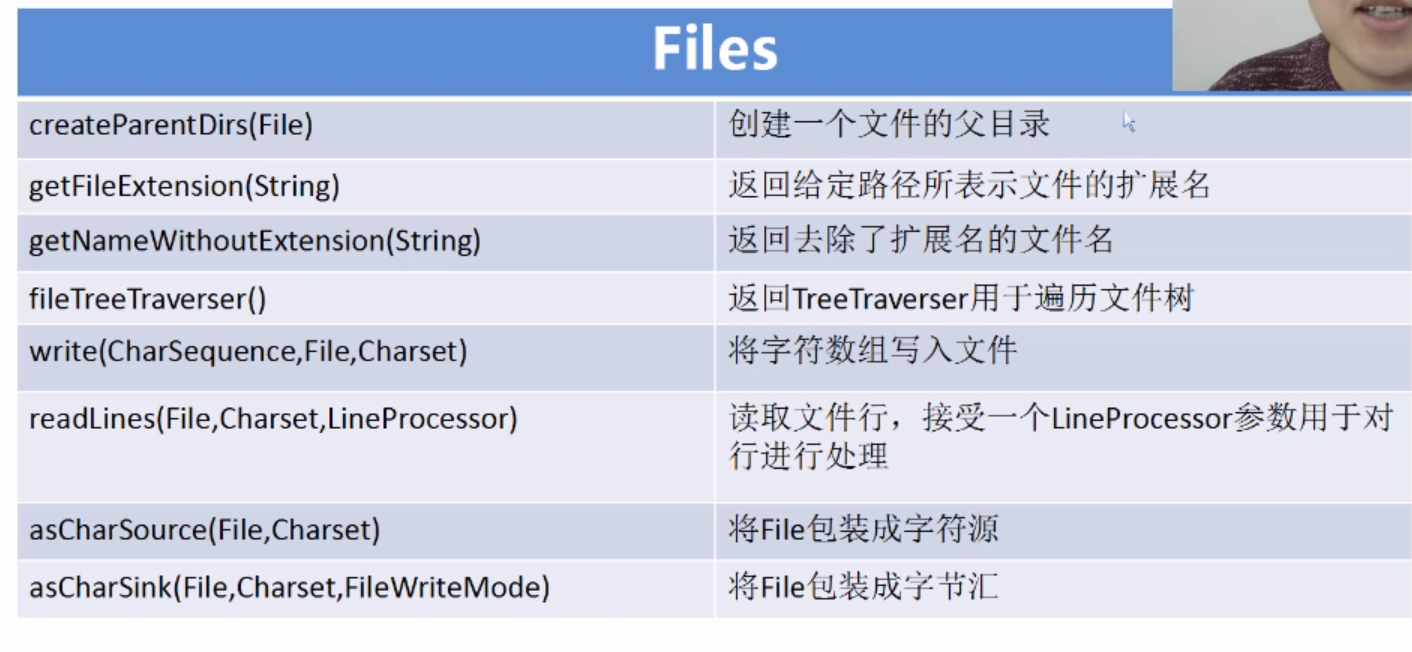 Files
createParentDirs(File) 创建一个文件的父目录
getFileExtension(String) 返回给定路径所表示文件的扩展名
getNameWithoutExtension(String) 返回去除了扩展名的文件名
fileTreeTraverser() 返回TreeTraverser用于遍历文件树
write(CharSequence,File,Charset) 将字符数组写入文件
readLines(File,Charset,LineProcessor) 读取文件行，接受一个LineProcessor参数用于对
行进行处理
asCharSource(File,Charset) 将File包装成字符源
asCharSink(File,Charset,FileWriteMode) 将File包装成字节汇